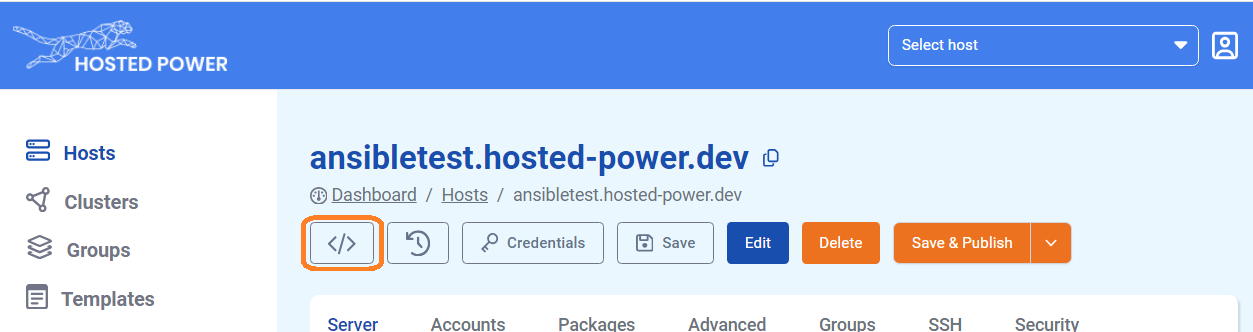 HOSTED POWER
Select host
Hosts
Clusters
Groups
Templates
ansibletest.hosted-power.dev
Dashboard / Hosts / ansibletest.hosted-power.dev
</> Credentials Save Edit Delete Save & Publish
Server Accounts Packages Advanced Groups SSH Security